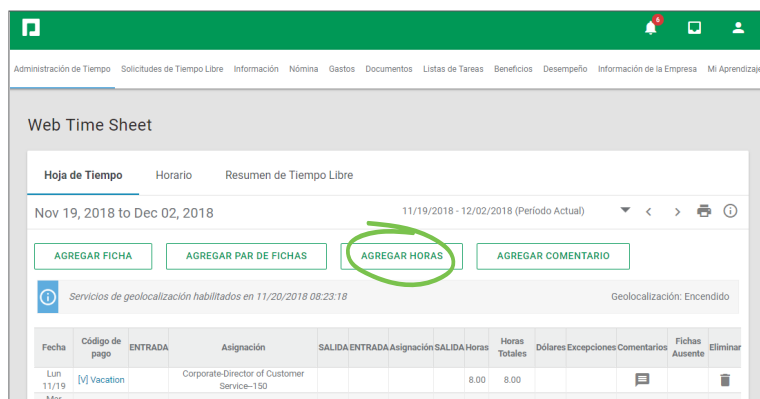 6
Administración de Tiempo Solicitudes de Tiempo Libre Información Nómina Gastos Documentos Listas de Tareas Beneficios Desempeño Información de la Empresa Mi Aprendizaje
Web Time Sheet
Hoja de Tiempo Horario Resumen de Tiempo Libre
Nov 19, 2018 to Dec 02, 2018 11/19/2018 - 12/02/2018 (Período Actual)
AGREGAR FICHA AGREGAR PAR DE FICHAS AGREGAR HORAS AGREGAR COMENTARIO
Servicios de geolocalización habilitados en 11/20/2018 08:23:18 Geolocalización: Encendido
Fecha Código de pago ENTRADA Asignación SALIDA ENTRADA Asignación SALIDA Horas Horas Totales Dólares Excepciones Comentarios Fichas Ausente Eliminar
Lun 11/19 [V] Vacation Corporate-Director of Customer Service--150 8.00 8.00